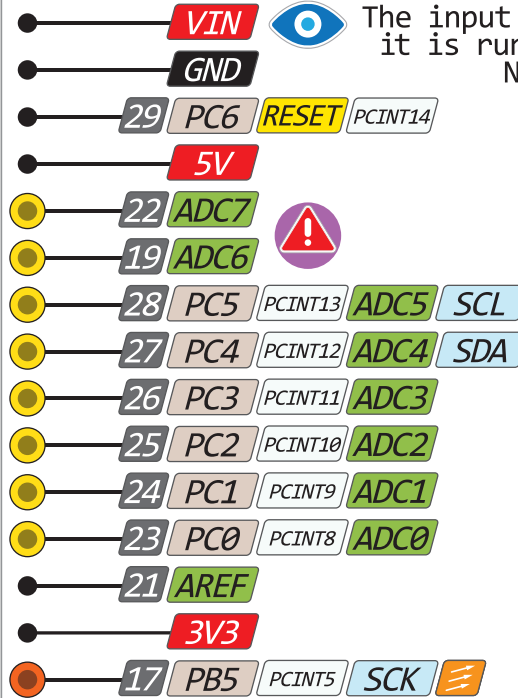 VIN The input
it is rur
GND N
29 PC6 RESET PCINT14
5V
22 ADC7
19 ADC6
28 PC5 PCINT13 ADC5 SCL
27 PC4 PCINT12 ADC4 SDA
26 PC3 PCINT11 ADC3
25 PC2 PCINT10 ADC2
24 PC1 PCINT9 ADC1
23 PC0 PCINT8 ADC0
21 AREF
3V3
17 PB5 PCINT5 SCK